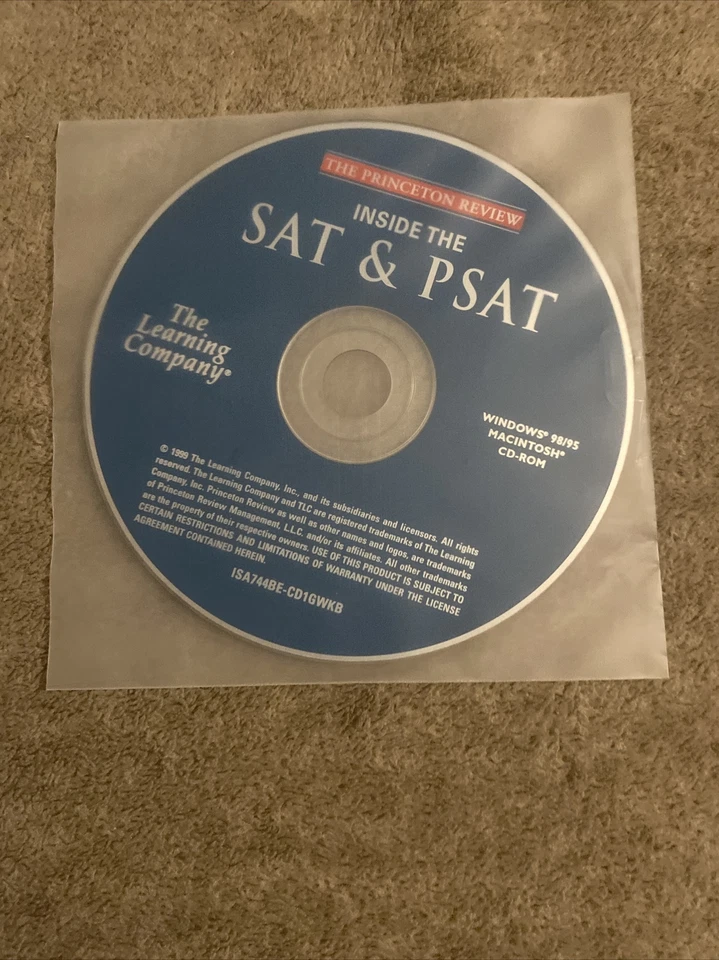 THE PRINCETON REVIEW
INSIDE THE
SAT & PSAT
The
Learning
Company®
WINDOWS® 98/95
MACINTOSH®
CD-ROM
© 1999 The Learning Company, Inc., and its subsidiaries and licensors. All rights
reserved. The Learning Company and TLC are registered trademarks of The Learning
Company, Inc. Princeton Review as well as other names and logos, are trademarks
of Princeton Review Management, L.L.C. and/or its affiliates. All other trademarks
are the property of their respective owners. USE OF THIS PRODUCT IS SUBJECT TO
CERTAIN RESTRICTIONS AND LIMITATIONS OF WARRANTY UNDER THE LICENSE
AGREEMENT CONTAINED HEREIN.
ISA744BE-CD1GWKB